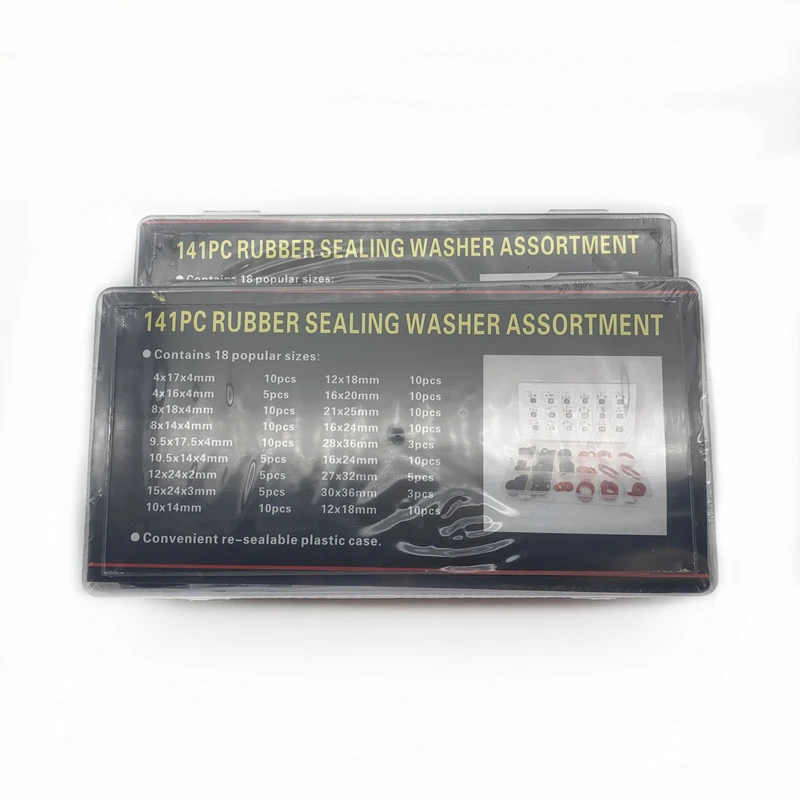 141PC RUBBER SEALING WASHER ASSORTMENT
Contains 18 popular sizes:
141PC RUBBER SEALING WASHER ASSORTMENT
Contains 18 popular sizes:
4x17x4mm 10pcs 12x18mm 10pcs
4x16x4mm 5pcs 16x20mm 10pcs
8x18x4mm 10pcs 21x25mm 10pcs
8x14x4mm 10pcs 16x24mm 10pcs
9.5x17.5x4mm 10pcs 28x36mm 3pcs
10.5x14x4mm 5pcs 16x24mm 10pcs
12x24x2mm 5pcs 27x32mm 5pcs
15x24x3mm 5pcs 30x36mm 3pcs
10x14mm 10pcs 12x18mm 10pcs
Convenient re-sealable plastic case.